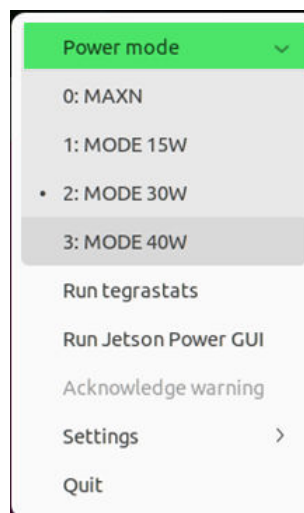 Power mode
0: MAXN
1: MODE 15W
2: MODE 30W
3: MODE 40W
Run tegrastats
Run Jetson Power GUI
Acknowledge warning
Settings
Quit